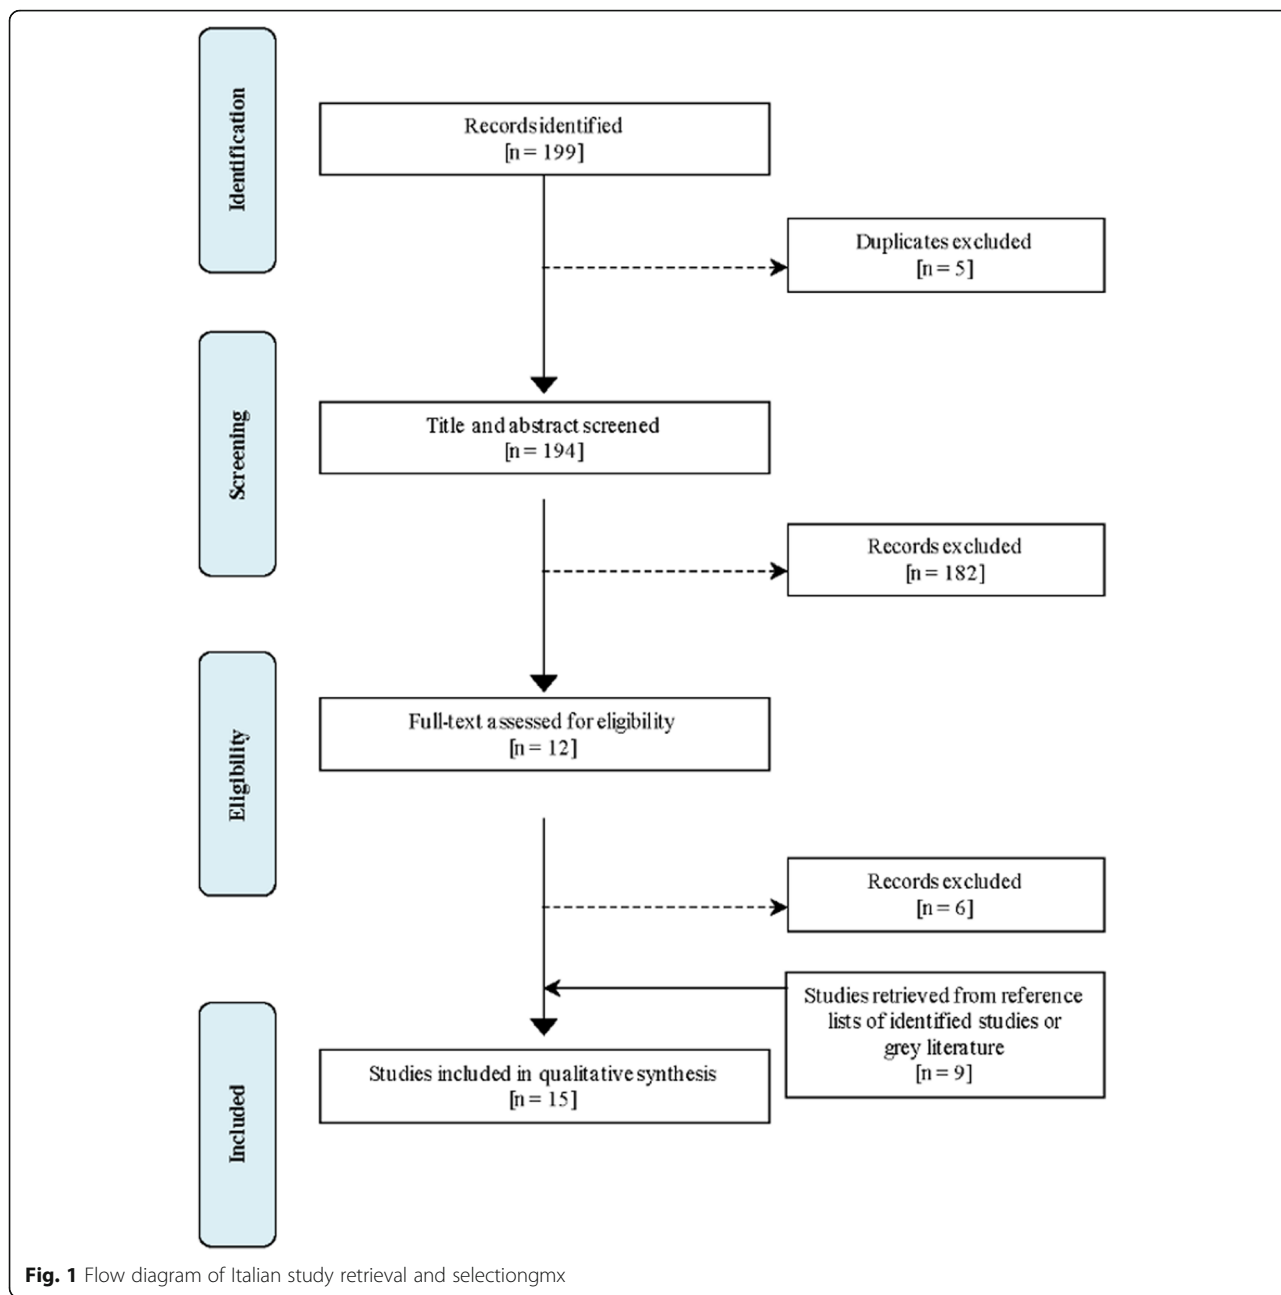 Identification
Records identified
[n = 199]
Duplicates excluded
[n = 5]
Screening
Title and abstract screened
[n = 194]
Records excluded
[n = 182]
Eligibility
Full-text assessed for eligibility
[n = 12]
Records excluded
[n = 6]
Studies retrieved from reference
lists of identified studies or
grey literature
[n = 9]
Included
Studies included in qualitative synthesis
[n = 15]
Fig. 1 Flow diagram of Italian study retrieval and selectiongmx